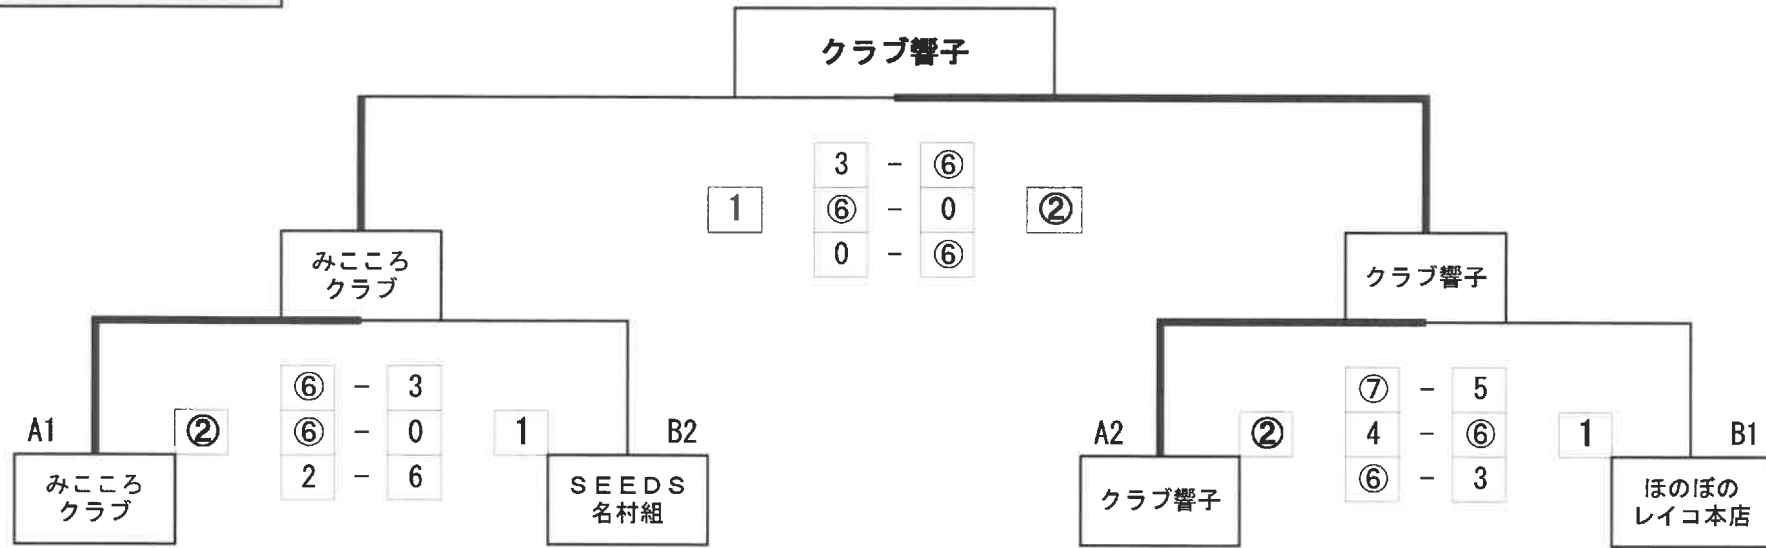 クラブ響子
3 - ⑥
1 ⑥ - 0 ②
0 - ⑥
みこころ
クラブ
クラブ響子
⑥ - 3
A1 ② ⑥ - 0 1 B2
2 - 6
みこころ
クラブ
SEEDS
名村組
⑦ - 5
A2 ② 4 - ⑥ 1 B1
⑥ - 3
クラブ響子
ほのぼの
レイコ本店